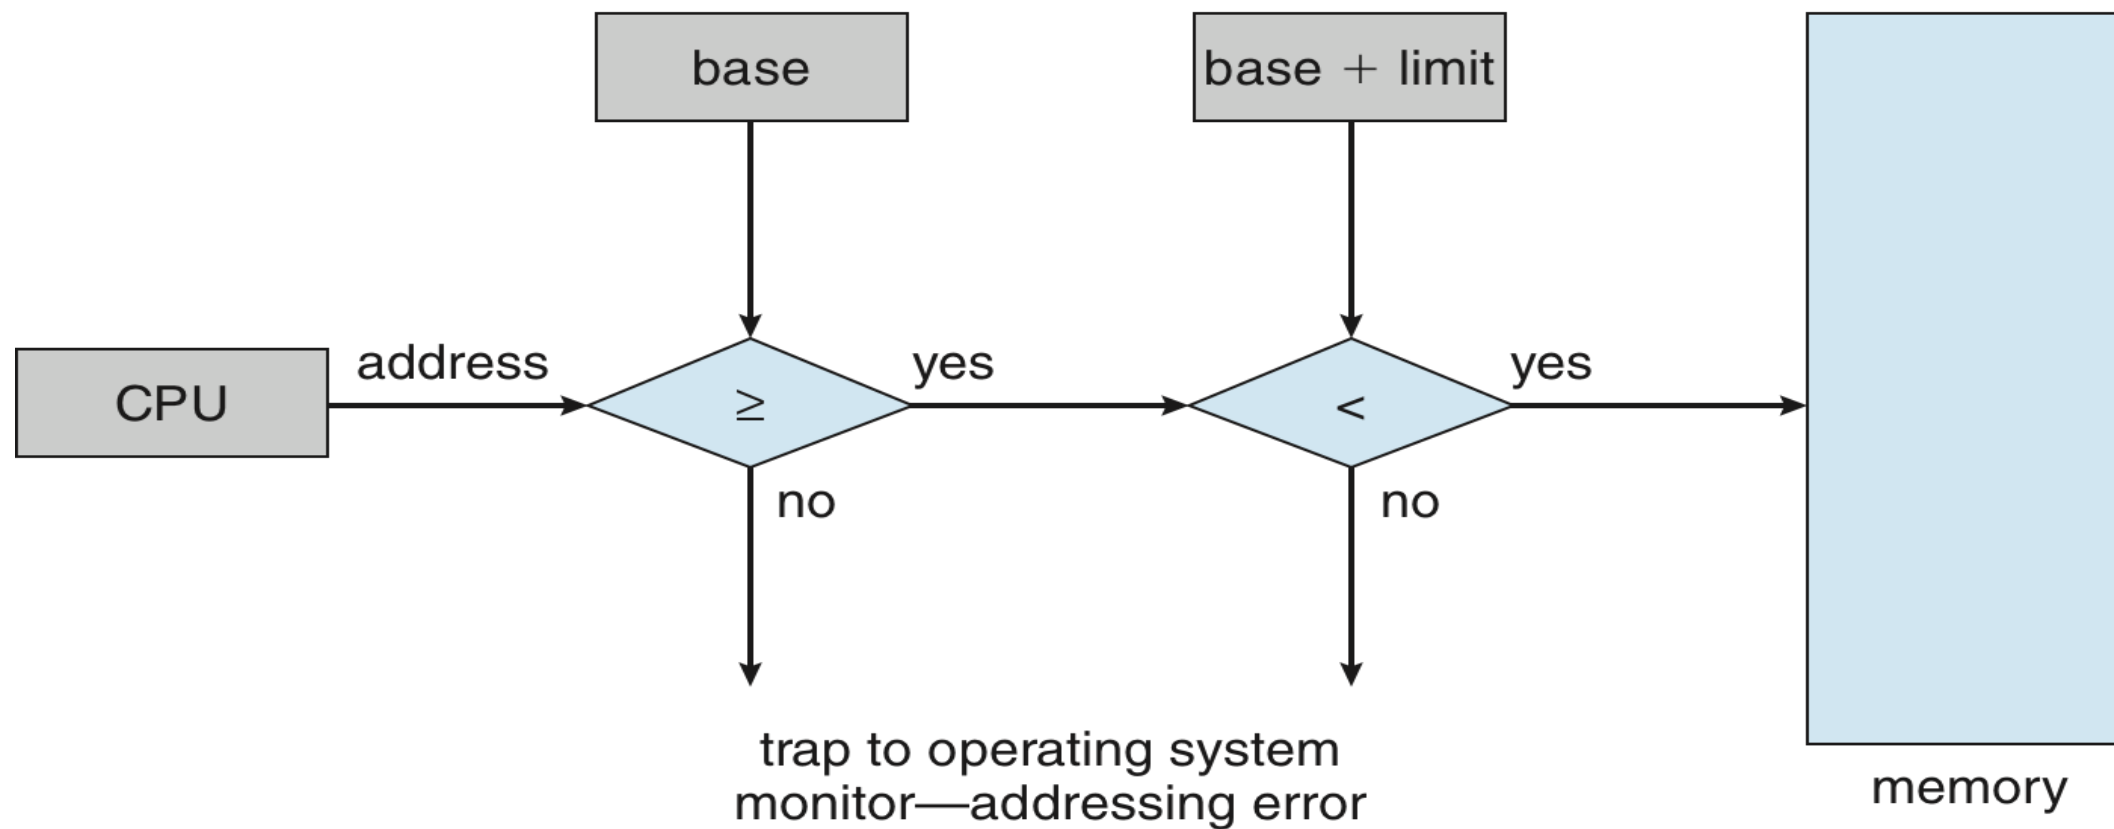 base
base + limit
CPU
address
≥
yes
<
yes
no
no
trap to operating system
monitor—addressing error
memory